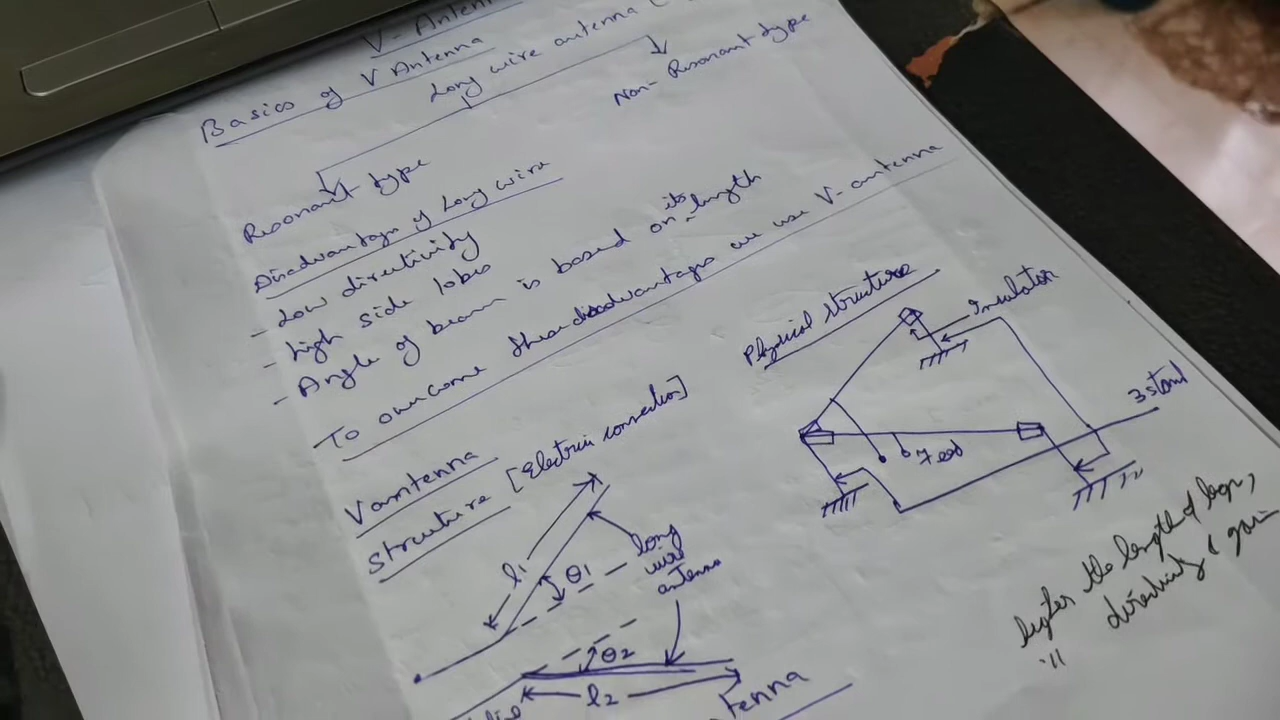 V- Anten
Basics of V Antenna
Long wire antenna (
Non- Resonant type
Resonant type
Disadvantages of Long wire
- Low directivity
- high side lobes
- Angle of beam is based on its length
To overcome these disadvantages we use V- antenna
V antenna
Structure [Electric connection]
Physical structure
Insulator
3 stand
Feed
l1
θ1
long
wire
antenna
θ2
l2
higher the length of legs,
directivity & gain
"ll
ntenna